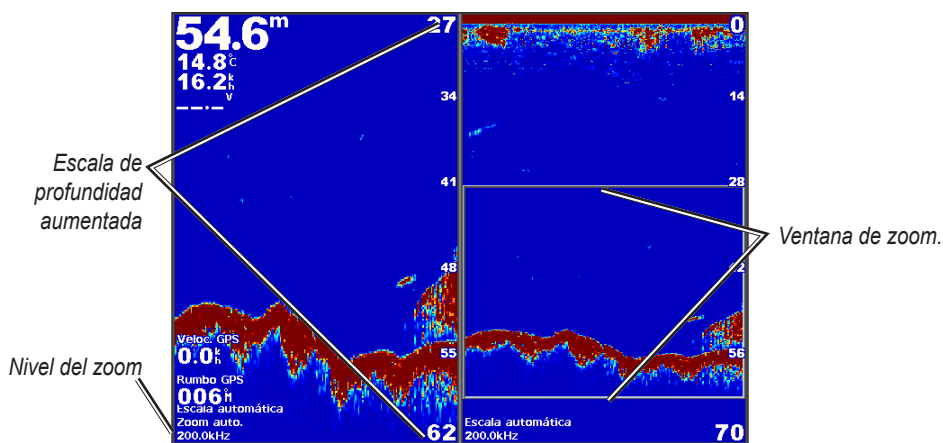 54.6m
14.8°C
16.2kh
V
--.-
27
34
41
48
55
62
Veloc. GPS
0.0kh
Rumbo GPS
006°M
Escala automática
Zoom auto.
200.0kHz
0
14
28
56
70
Escala automática
200.0kHz
Escala de
profundidad
aumentada
Nivel del zoom
Ventana de zoom.